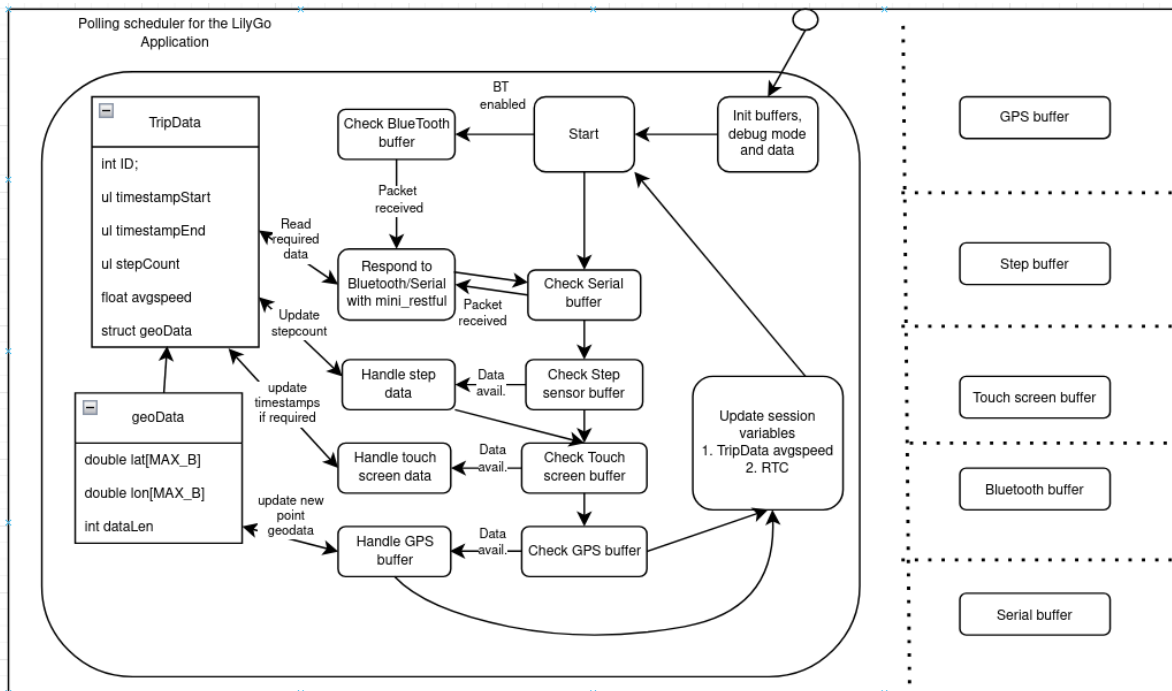 Polling scheduler for the LilyGo
Application
TripData
int ID;
ul timestampStart
ul timestampEnd
ul stepCount
float avgspeed
struct geoData
geoData
double lat[MAX_B]
double lon[MAX_B]
int dataLen
BT
enabled
Check BlueTooth
buffer
Start
Init buffers,
debug mode
and data
Packet
received
Read
required
data
Respond to
Bluetooth/Serial
with mini_restful
Check Serial
buffer
Packet
received
Update
stepcount
Handle step
data
Data
avail.
Check Step
sensor buffer
update
timestamps
if required
Handle touch
screen data
Data
avail.
Check Touch
screen buffer
update new
point
geodata
Handle GPS
buffer
Data
avail.
Check GPS buffer
Update session
variables
1. TripData avgspeed
2. RTC
GPS buffer
Step buffer
Touch screen buffer
Bluetooth buffer
Serial buffer